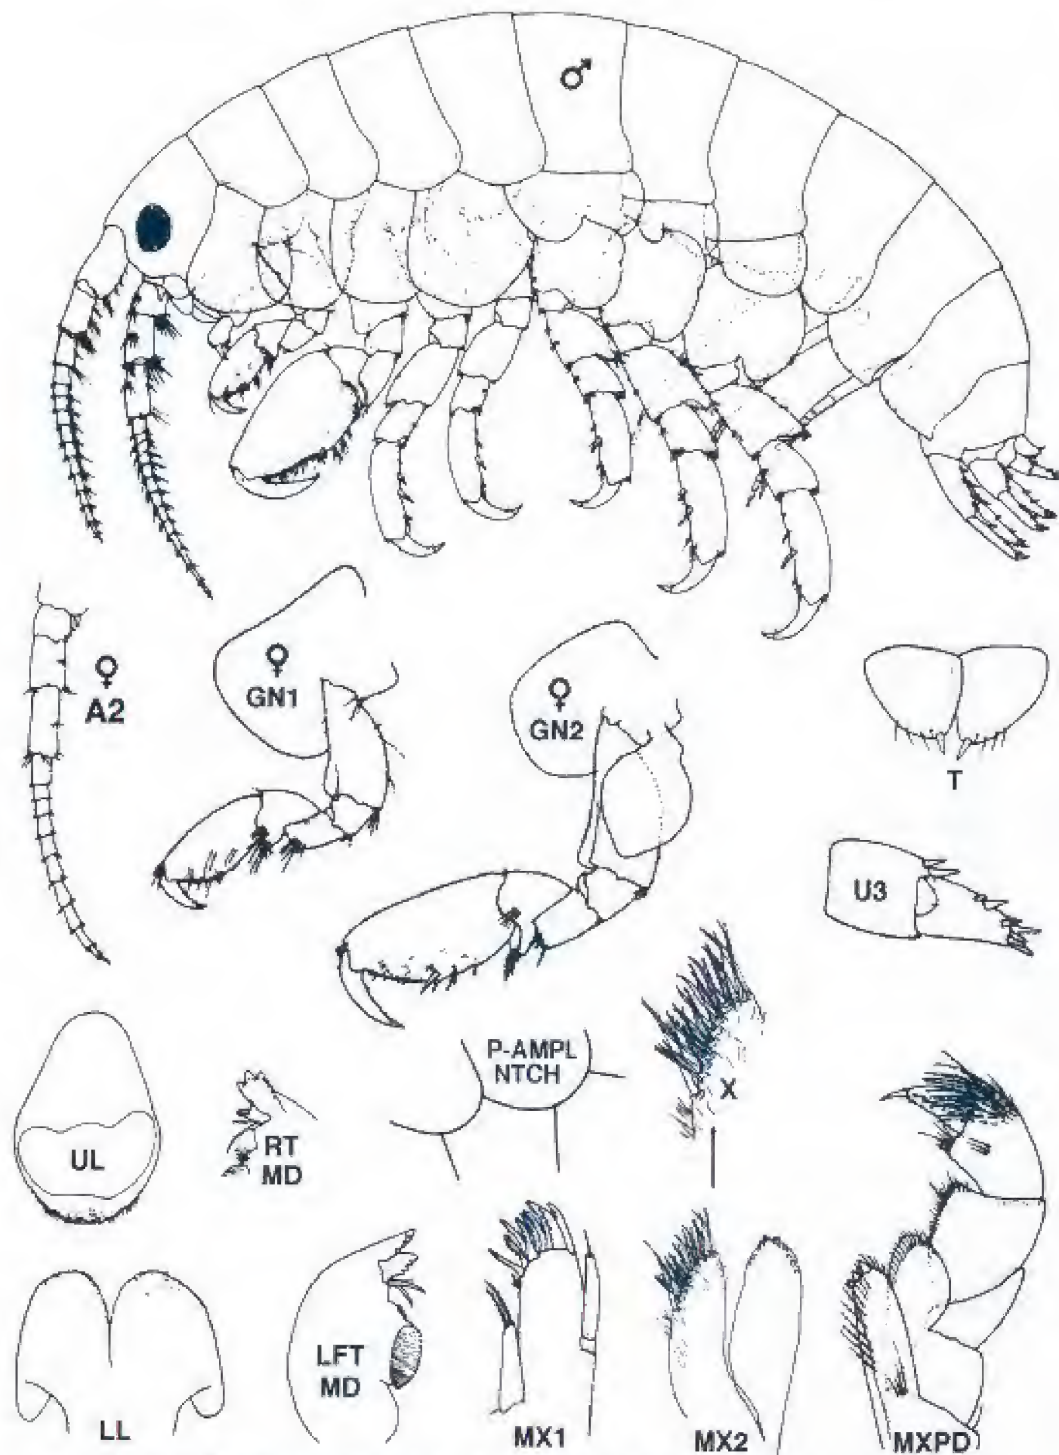 ♂
♀
A2
♀
GN1
♀
GN2
T
U3
UL
RT
MD
P-AMPL
NTCH
X
LL
LFT
MD
MX1
MX2
MXPD